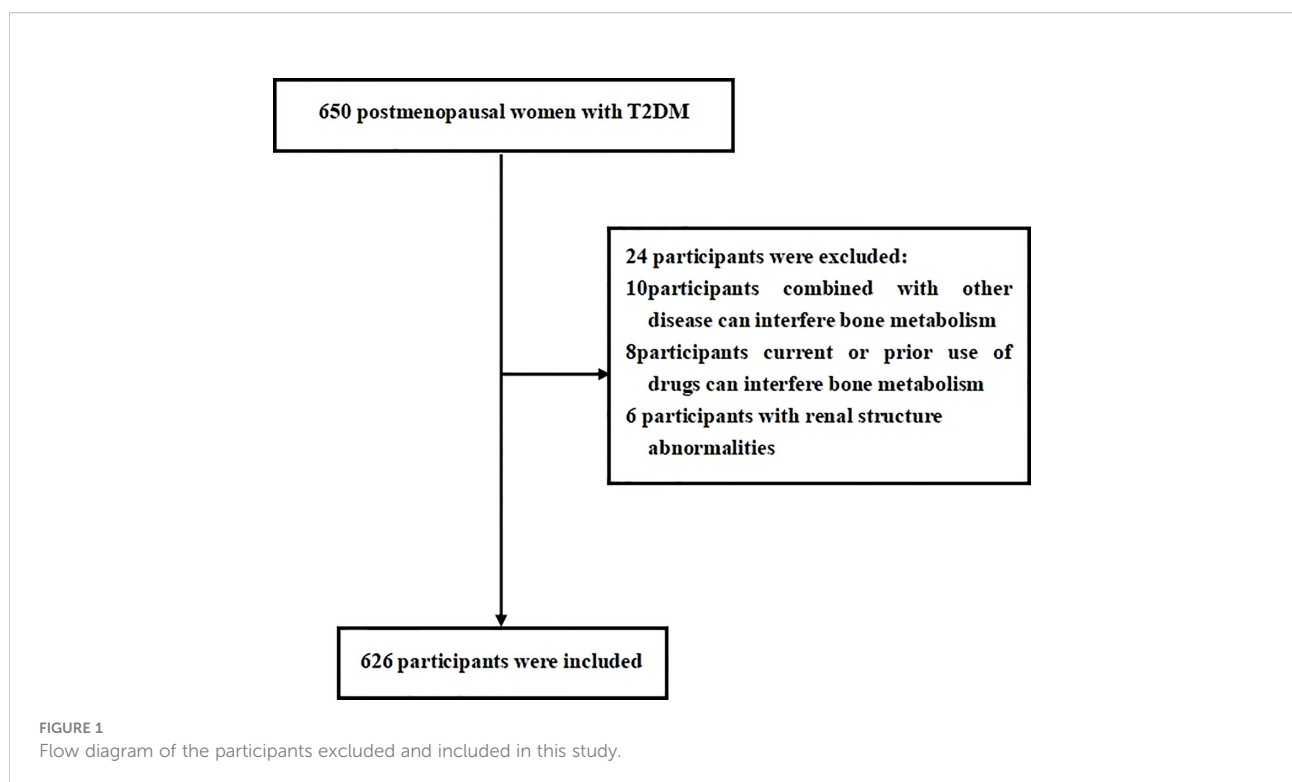 650 postmenopausal women with T2DM
24 participants were excluded:
10participants combined with other
disease can interfere bone metabolism
8participants current or prior use of
drugs can interfere bone metabolism
6 participants with renal structure
abnormalities
626 participants were included
FIGURE 1
Flow diagram of the participants excluded and included in this study.